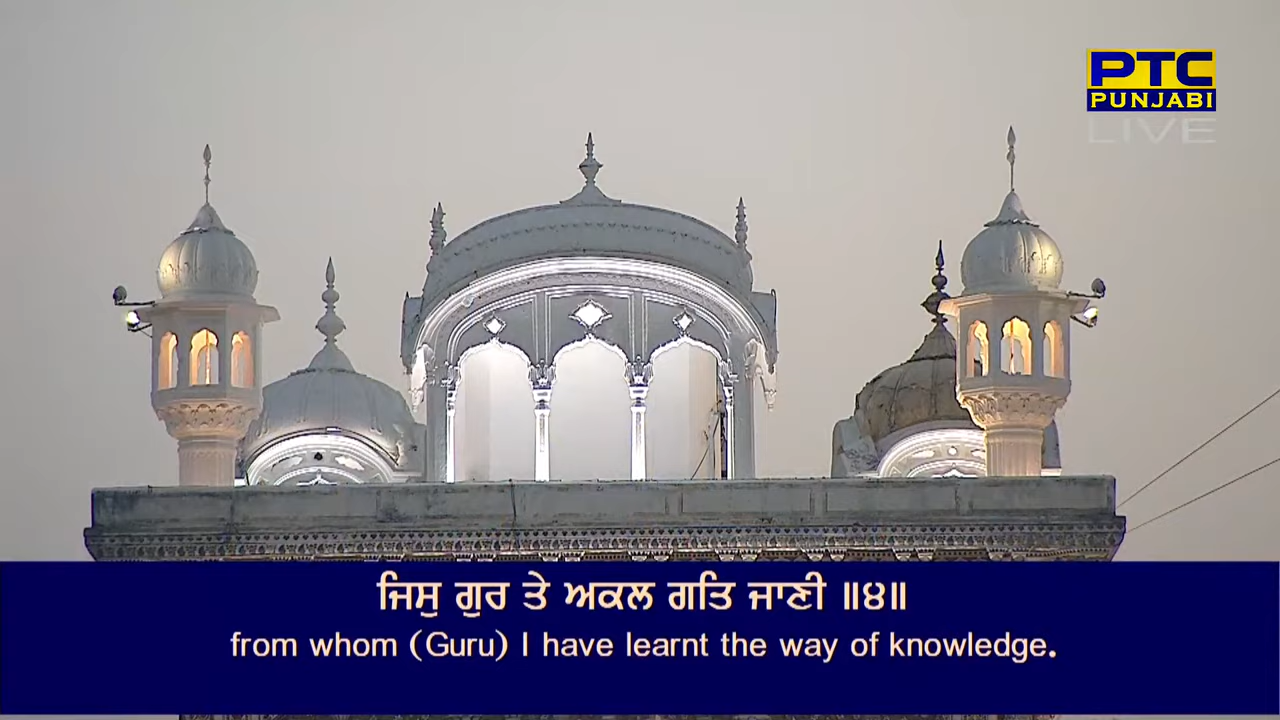 PTC
PUNJABI
LIVE
ਜਿਸੁ ਗੁਰ ਤੇ ਅਕਲ ਗਤਿ ਜਾਣੀ ॥੪॥
from whom (Guru) I have learnt the way of knowledge.